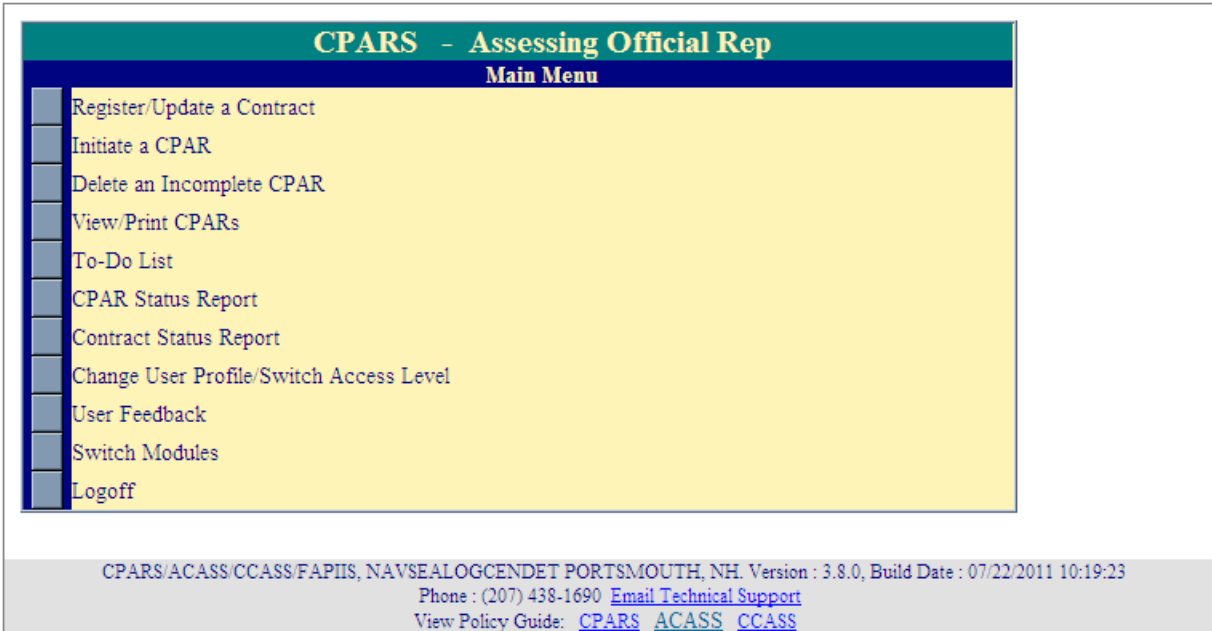 CPARS - Assessing Official Rep
Main Menu
Register/Update a Contract
Initiate a CPAR
Delete an Incomplete CPAR
View/Print CPARs
To-Do List
CPAR Status Report
Contract Status Report
Change User Profile/Switch Access Level
User Feedback
Switch Modules
Logoff
CPARS/ACASS/CCASS/FAPIIS, NAVSEALOGCENDET PORTSMOUTH, NH. Version : 3.8.0, Build Date : 07/22/2011 10:19:23
Phone : (207) 438-1690 Email Technical Support
View Policy Guide: CPARS ACASS CCASS